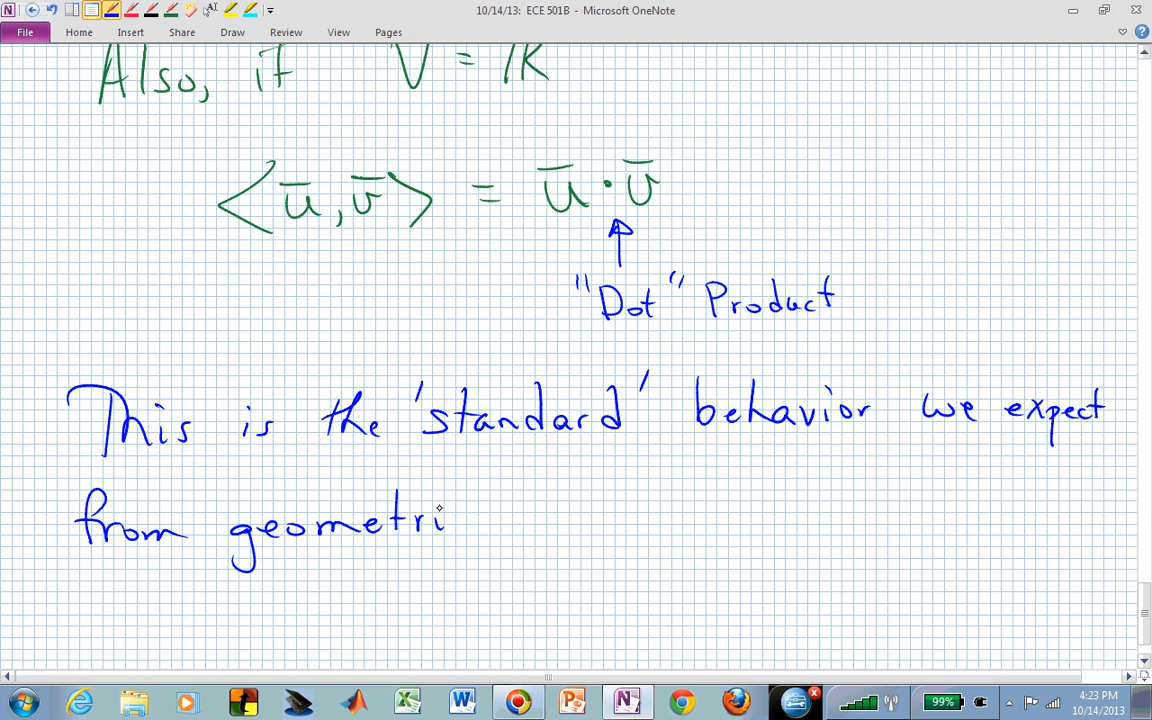 10/14/13: ECE 501B - Microsoft OneNote
File Home Insert Share Draw Review View Pages
Also, if V = ℝ
<ū, v̄> = ū · v̄
"Dot" Product
This is the 'standard' behavior we expect
from geometri
99%
4:23 PM
10/14/2013